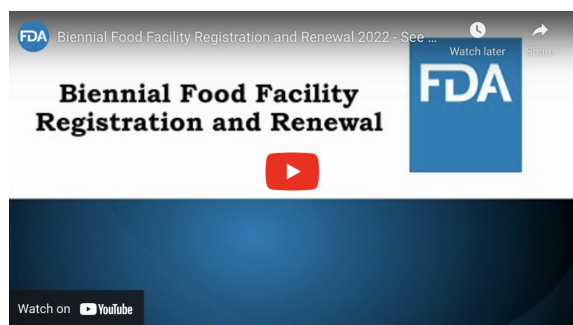 FDA
Biennial Food Facility Registration and Renewal 2022 - See ...
Watch later
Share
Biennial Food Facility
Registration and Renewal
FDA
Watch on YouTube